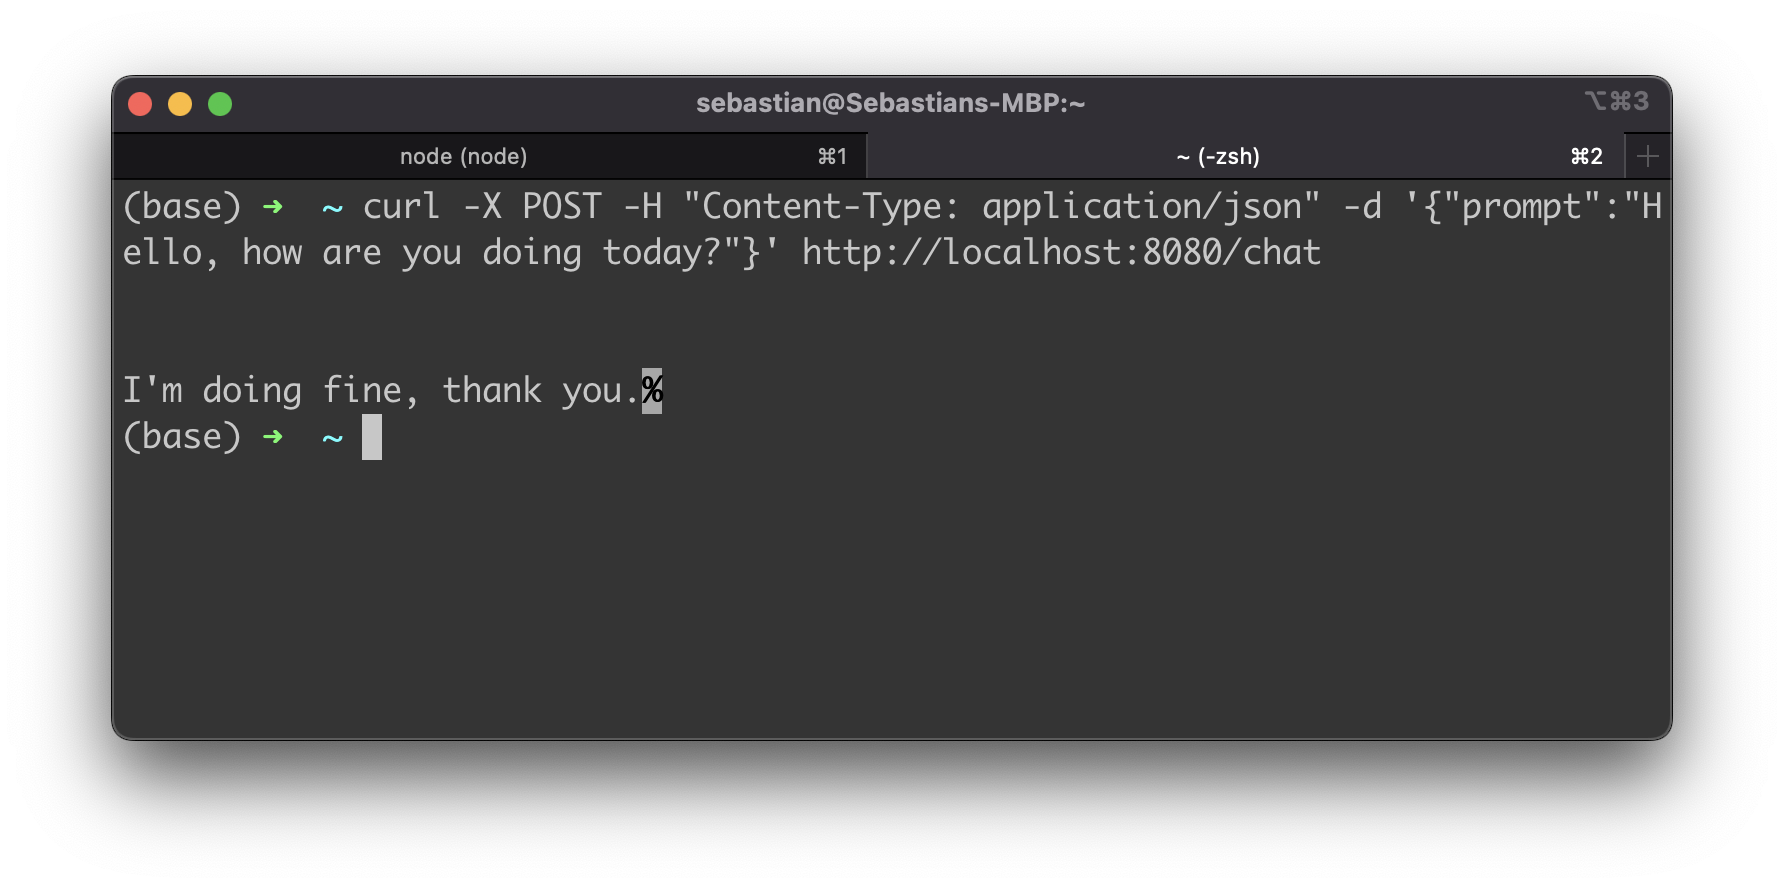 sebastian@Sebastians-MBP:~
⌥⌘3
node (node) ⌘1
~ (-zsh) ⌘2
(base) ➜  ~ curl -X POST -H "Content-Type: application/json" -d '{"prompt":"H
ello, how are you doing today?"}' http://localhost:8080/chat
I'm doing fine, thank you.%
(base) ➜  ~